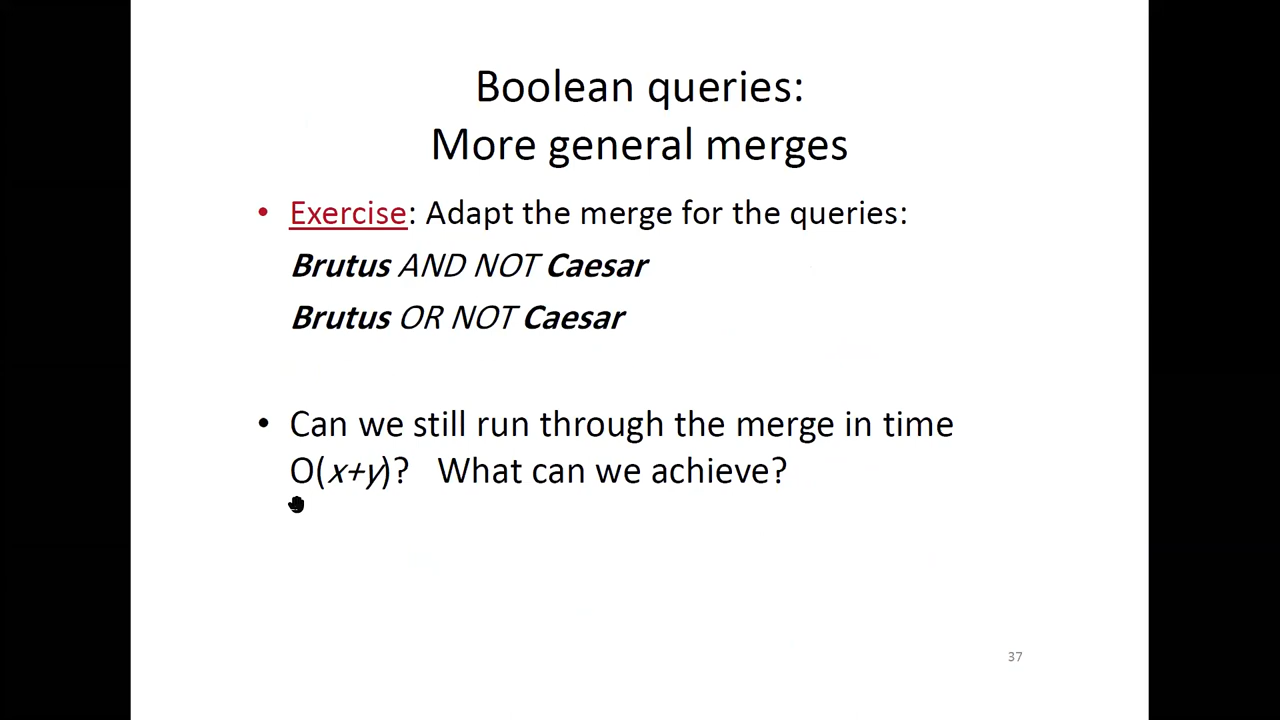 Boolean queries:
More general merges
• Exercise: Adapt the merge for the queries:
Brutus AND NOT Caesar
Brutus OR NOT Caesar
• Can we still run through the merge in time
O(x+y)? What can we achieve?
37